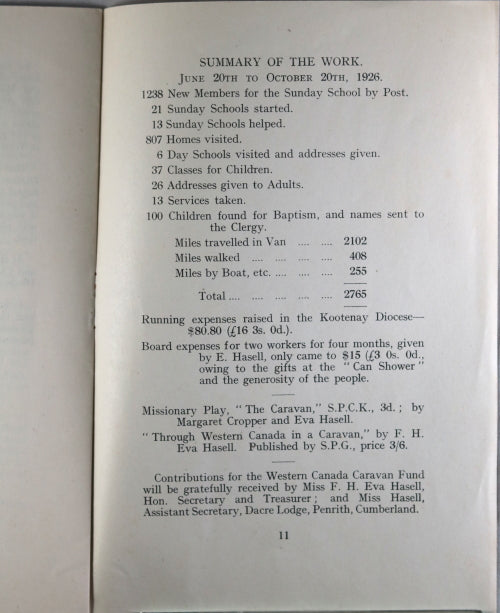 SUMMARY OF THE WORK.
JUNE 20TH TO OCTOBER 20TH, 1926.
1238 New Members for the Sunday School by Post.
21 Sunday Schools started.
13 Sunday Schools helped.
807 Homes visited.
6 Day Schools visited and addresses given.
37 Classes for Children.
26 Addresses given to Adults.
13 Services taken.
100 Children found for Baptism, and names sent to
the Clergy.
Miles travelled in Van .... .... 2102
Miles walked .... .... .... .... 408
Miles by Boat, etc. .... .... .... 255
Total .... .... .... .... 2765
Running expenses raised in the Kootenay Diocese—
$80.80 (£16 3s. 0d.).
Board expenses for two workers for four months, given
by E. Hasell, only came to $15 (£3 0s. 0d.,
owing to the gifts at the "Can Shower"
and the generosity of the people.
Missionary Play, "The Caravan," S.P.C.K., 3d. ; by
Margaret Cropper and Eva Hasell.
"Through Western Canada in a Caravan," by F. H.
Eva Hasell. Published by S.P.G., price 3/6.
Contributions for the Western Canada Caravan Fund
will be gratefully received by Miss F. H. Eva Hasell,
Hon. Secretary and Treasurer ; and Miss Hasell,
Assistant Secretary, Dacre Lodge, Penrith, Cumberland.
11